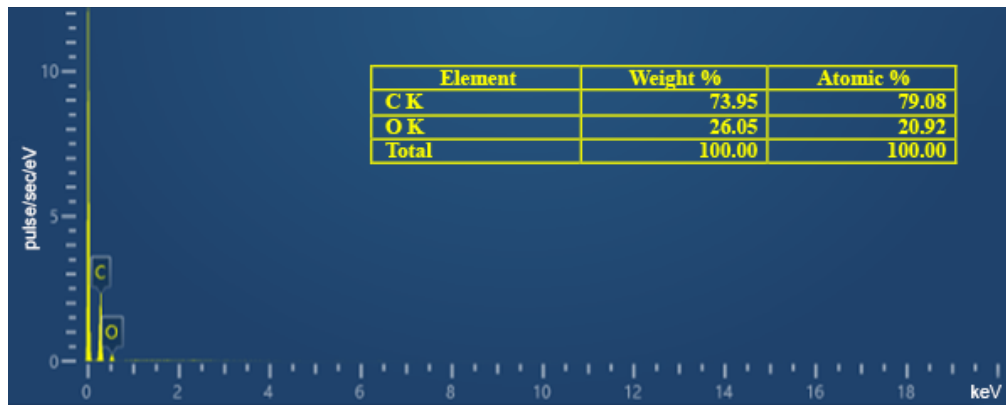 10
Element Weight % Atomic %
C K 73.95 79.08
O K 26.05 20.92
Total 100.00 100.00
pulse/sec/eV
5
C
O
0
0 2 4 6 8 10 12 14 16 18 keV